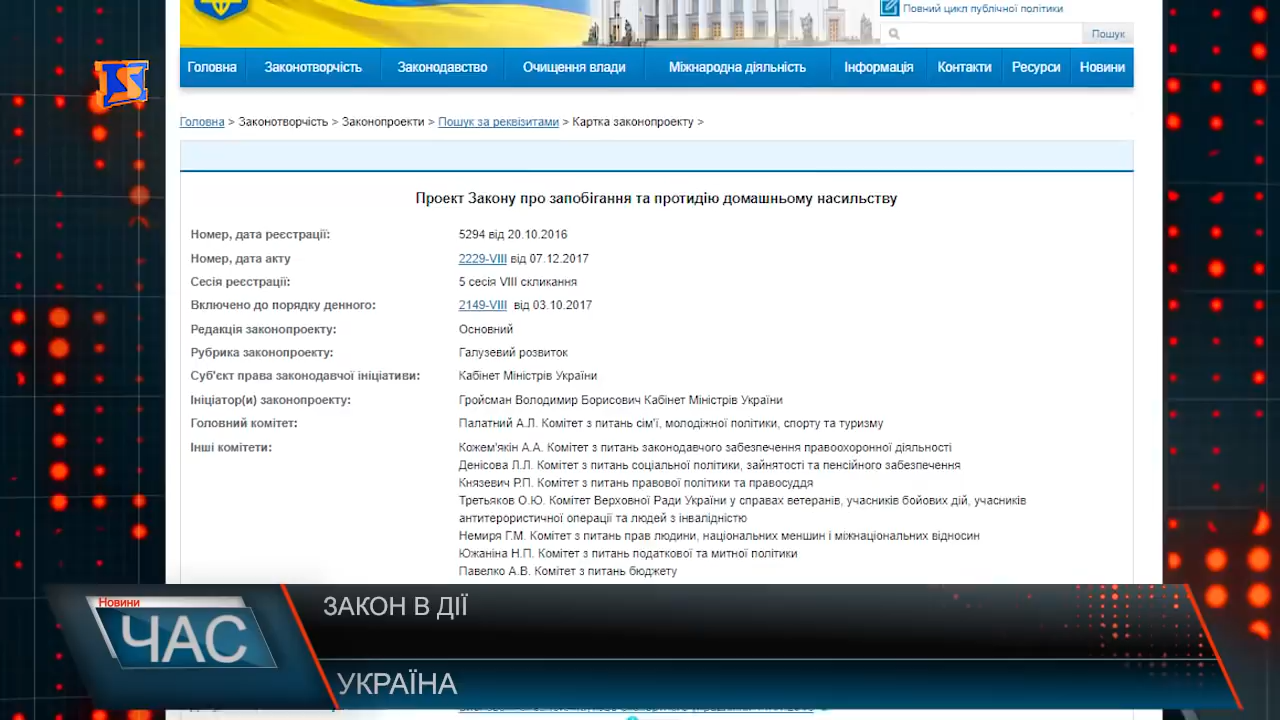 Повний цикл публічної політики
Пошук
Головна Законотворчість Законодавство Очищення влади Міжнародна діяльність Інформація Контакти Ресурси Новини
Головна > Законотворчість > Законопроекти > Пошук за реквізитами > Картка законопроекту >
Проект Закону про запобігання та протидію домашньому насильству
Номер, дата реєстрації: 5294 від 20.10.2016
Номер, дата акту 2229-VIII від 07.12.2017
Сесія реєстрації: 5 сесія VIII скликання
Включено до порядку денного: 2149-VIII від 03.10.2017
Редакція законопроекту: Основний
Рубрика законопроекту: Галузевий розвиток
Суб'єкт права законодавчої ініціативи: Кабінет Міністрів України
Ініціатор(и) законопроекту: Гройсман Володимир Борисович Кабінет Міністрів України
Головний комітет: Палатний А.Л. Комітет з питань сім'ї, молодіжної політики, спорту та туризму
Інші комітети: Кожем'якін А.А. Комітет з питань законодавчого забезпечення правоохоронної діяльності
Денісова Л.Л. Комітет з питань соціальної політики, зайнятості та пенсійного забезпечення
Князевич Р.П. Комітет з питань правової політики та правосуддя
Третьяков О.Ю. Комітет Верховної Ради України у справах ветеранів, учасників бойових дій, учасників
антитерористичної операції та людей з інвалідністю
Немиря Г.М. Комітет з питань прав людини, національних меншин і міжнаціональних відносин
Южаніна Н.П. Комітет з питань податкової та митної політики
Павелко А.В. Комітет з питань бюджету
Новини
ЧАС
ЗАКОН В ДІЇ
УКРАЇНА